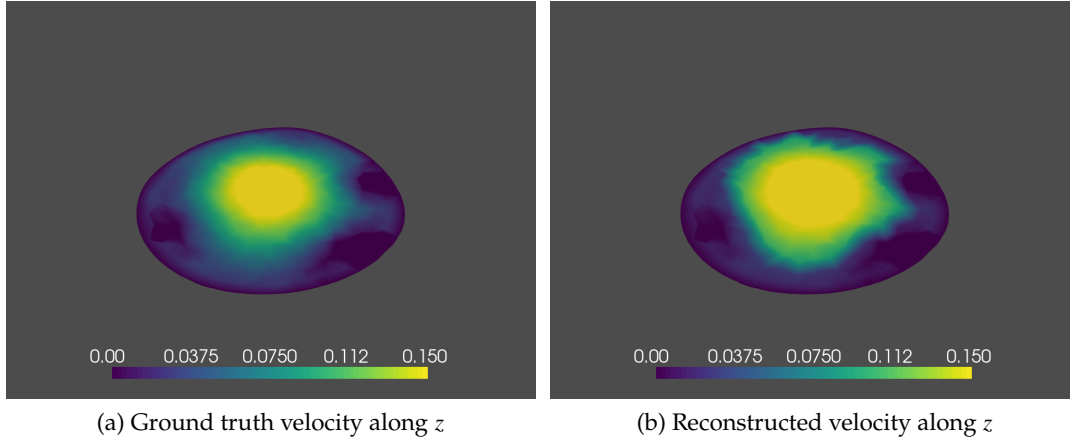 0.00 0.0375 0.0750 0.112 0.150
0.00 0.0375 0.0750 0.112 0.150
(a) Ground truth velocity along z
(b) Reconstructed velocity along z